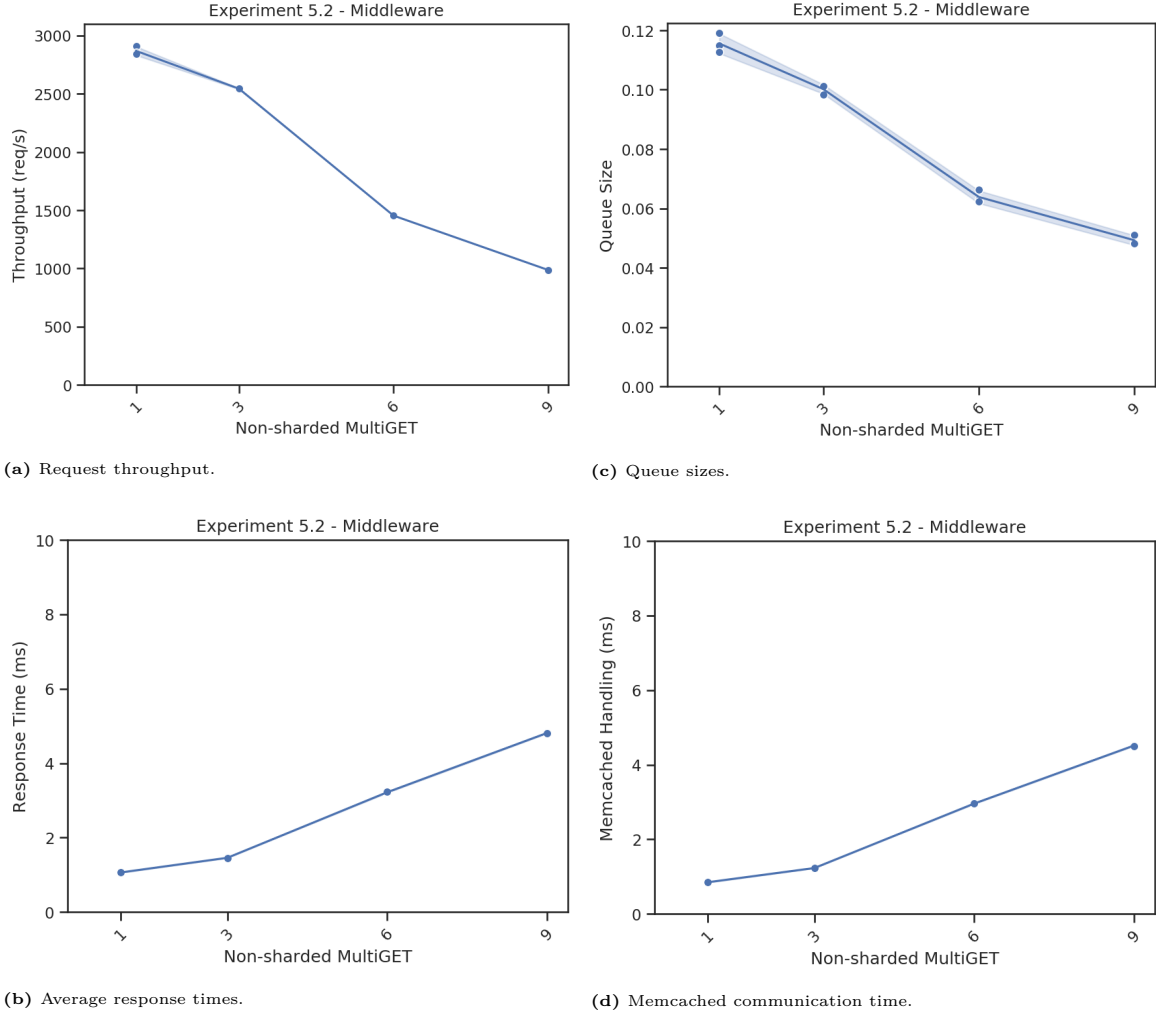 Experiment 5.2 - Middleware
3000
2500
2000
1500
1000
500
0
Throughput (req/s)
1
3
6
9
Non-sharded MultiGET
(a) Request throughput.
Experiment 5.2 - Middleware
0.12
0.10
0.08
0.06
0.04
0.02
0.00
Queue Size
1
3
6
9
Non-sharded MultiGET
(c) Queue sizes.
Experiment 5.2 - Middleware
10
8
6
4
2
0
Response Time (ms)
1
3
6
9
Non-sharded MultiGET
(b) Average response times.
Experiment 5.2 - Middleware
10
8
6
4
2
0
Memcached Handling (ms)
1
3
6
9
Non-sharded MultiGET
(d) Memcached communication time.